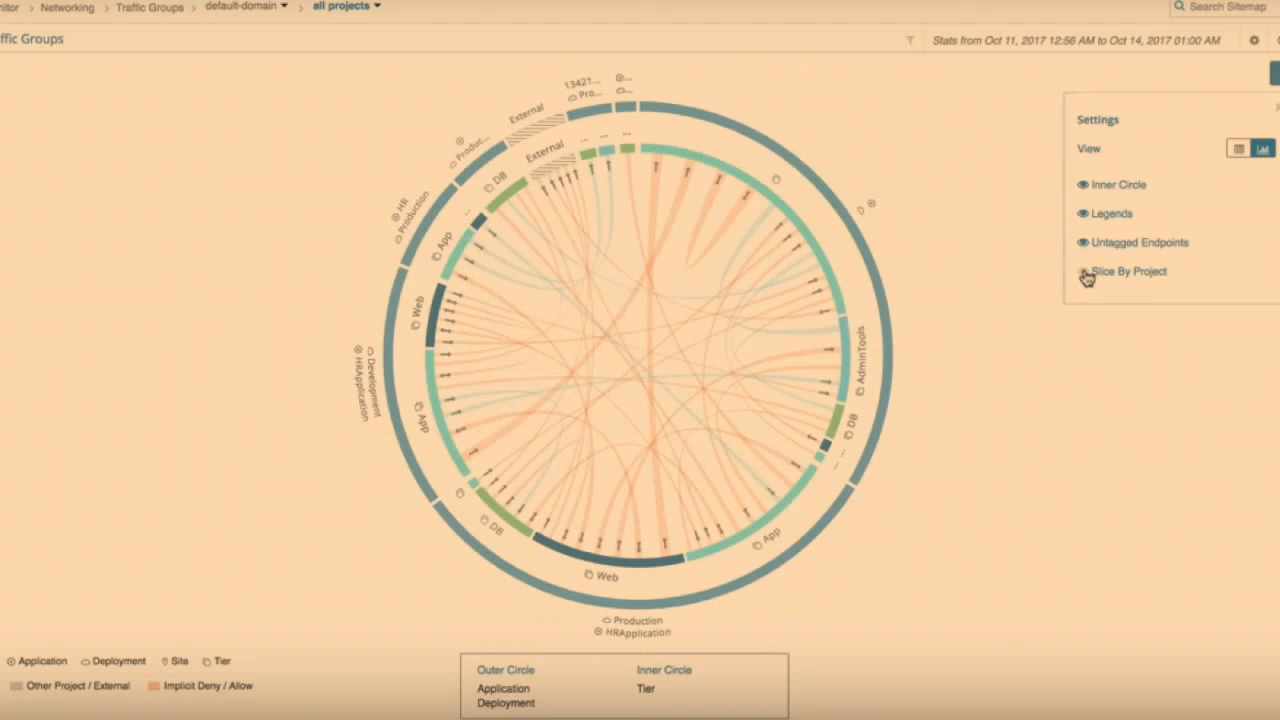 nitor > Networking > Traffic Groups > default-domain > all projects
Search Sitemap
ffic Groups
Stats from Oct 11, 2017 12:56 AM to Oct 14, 2017 01:00 AM
Settings
View
Inner Circle
Legends
Untagged Endpoints
Slice By Project
13421...
Pro...
...
...
External
Produc...
HR
Production
HRApplication
Development
Production
HRApplication
External
...
...
...
DB
...
App
Web
App
DB
Web
App
DB
AdminTools
Application Deployment Site Tier
Other Project / External Implicit Deny / Allow
Outer Circle Inner Circle
Application Tier
Deployment